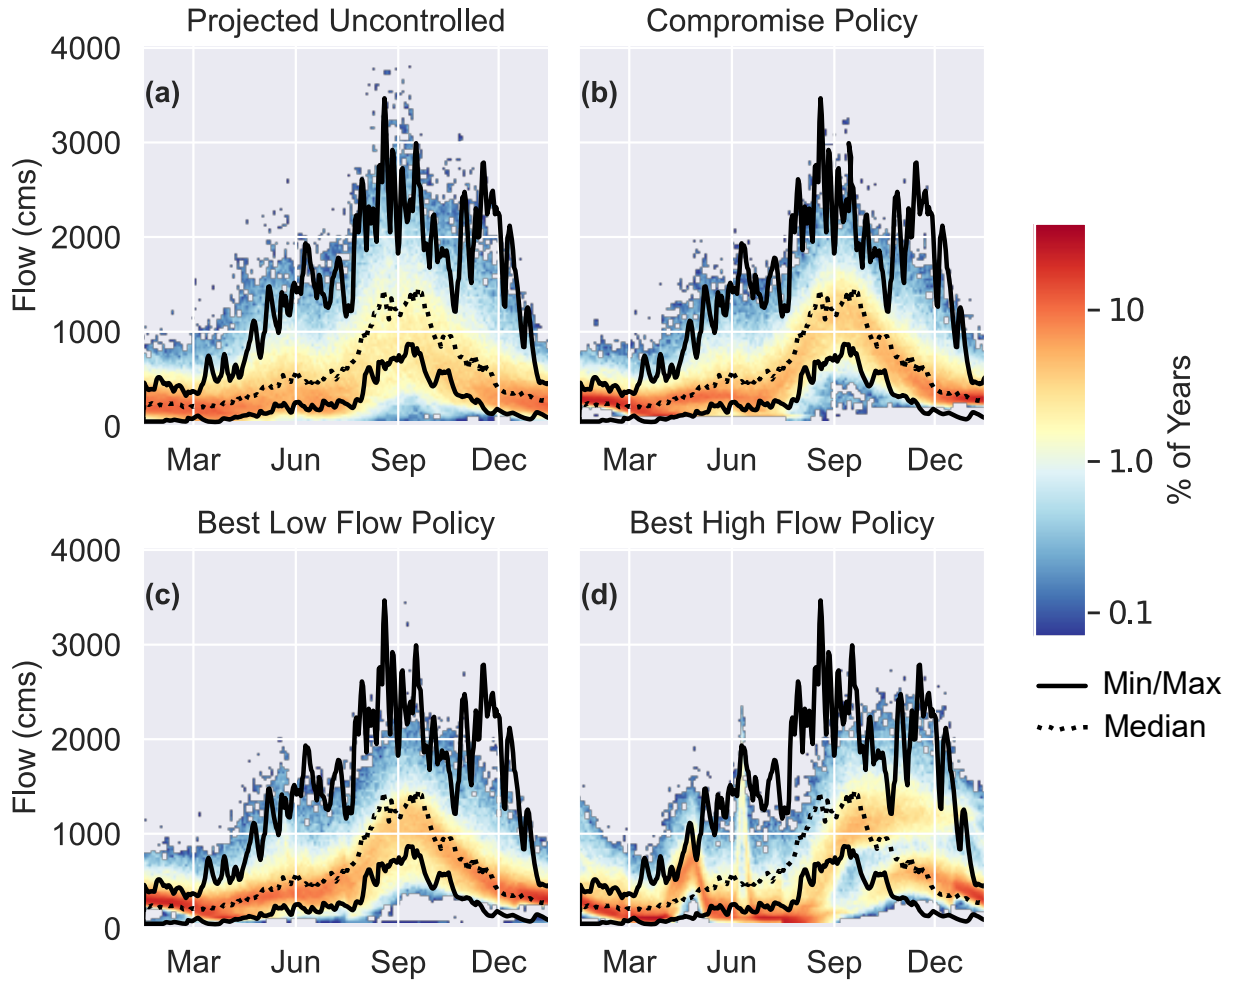 Projected Uncontrolled
Compromise Policy
4000
3000
2000
1000
0
Flow (cms)
(a)
(b)
Mar Jun Sep Dec
Mar Jun Sep Dec
Best Low Flow Policy
Best High Flow Policy
4000
3000
2000
1000
0
Flow (cms)
(c)
(d)
Mar Jun Sep Dec
Mar Jun Sep Dec
10
1.0
0.1
% of Years
Min/Max
Median